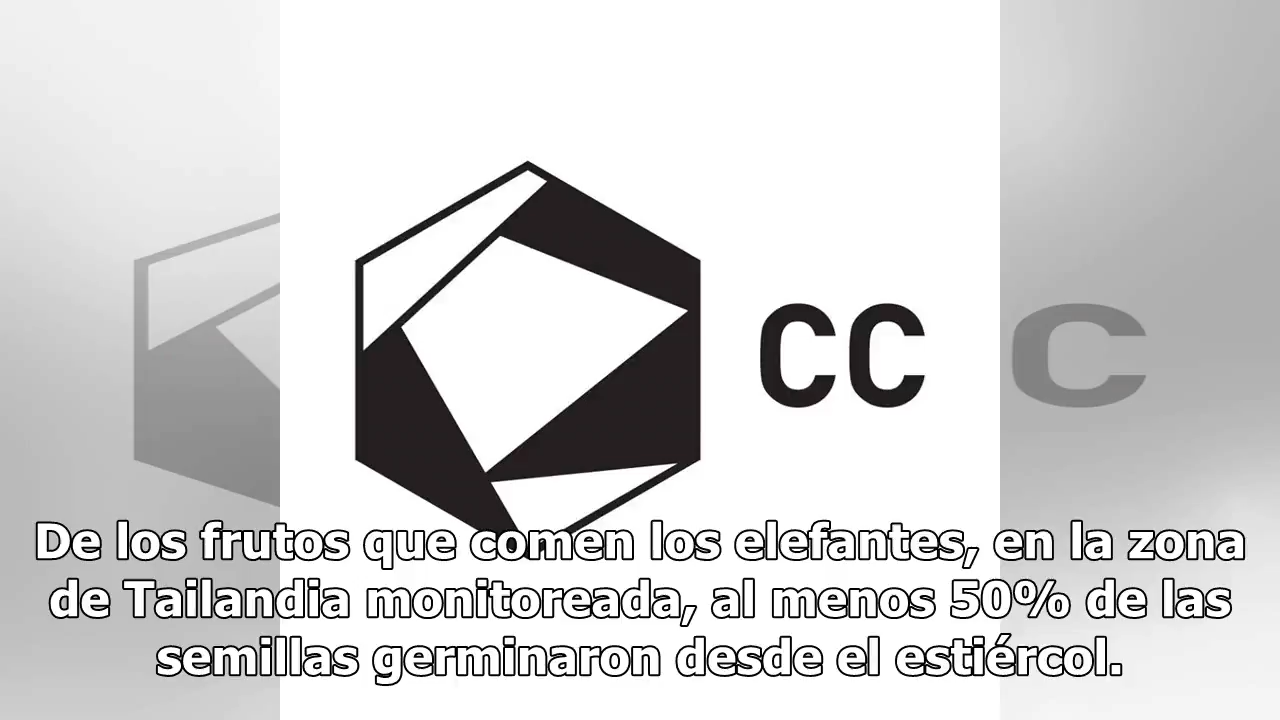 CC
C
De los frutos que comen los elefantes, en la zona
de Tailandia monitoreada, al menos 50% de las
semillas germinaron desde el estiércol.